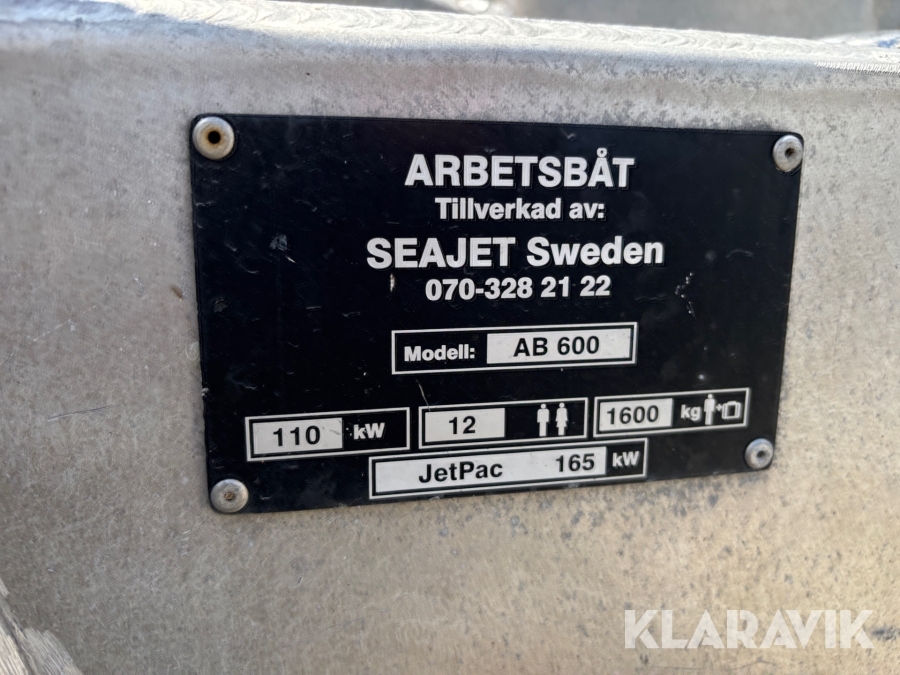 ARBETSBÅT
Tillverkad av:
SEAJET Sweden
070-328 21 22
Modell: AB 600
110 kW 12 1600 kg
JetPac 165 kW
KLARAVIK